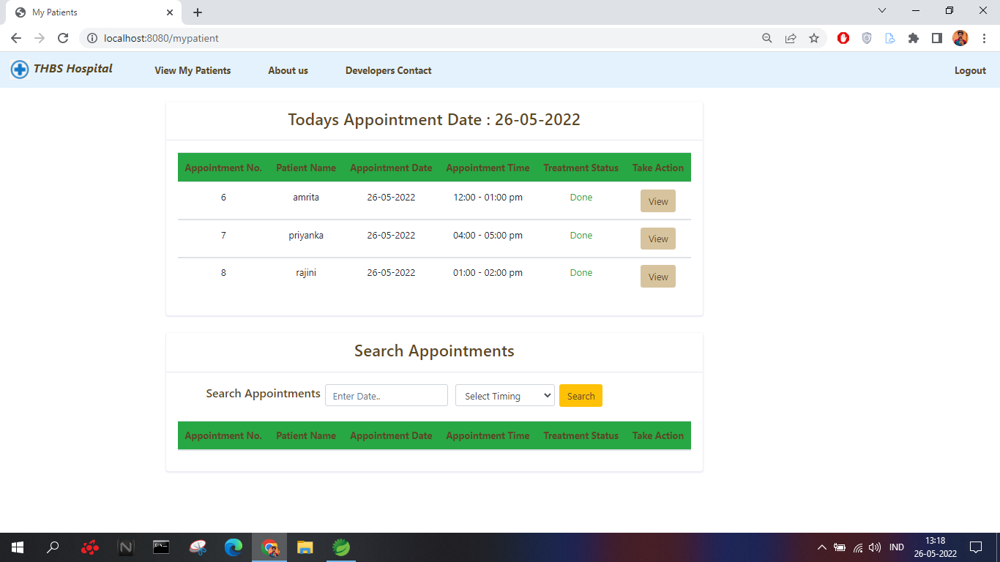 My Patients
localhost:8080/mypatient
THBS Hospital View My Patients About us Developers Contact Logout
Todays Appointment Date : 26-05-2022
Appointment No. Patient Name Appointment Date Appointment Time Treatment Status Take Action
6 amrita 26-05-2022 12:00 - 01:00 pm Done View
7 priyanka 26-05-2022 04:00 - 05:00 pm Done View
8 rajini 26-05-2022 01:00 - 02:00 pm Done View
Search Appointments
Search Appointments Enter Date.. Select Timing Search
Appointment No. Patient Name Appointment Date Appointment Time Treatment Status Take Action
IND 13:18
26-05-2022